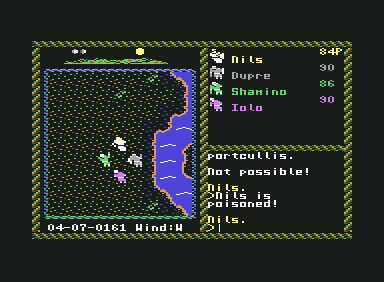 Nils 84P
Dupre 90
Shamino 86
Iolo 90
portcullis.
Not possible!
Nils.
>Nils is
poisoned!
Nils.
>
04-07-0161 Wind:W